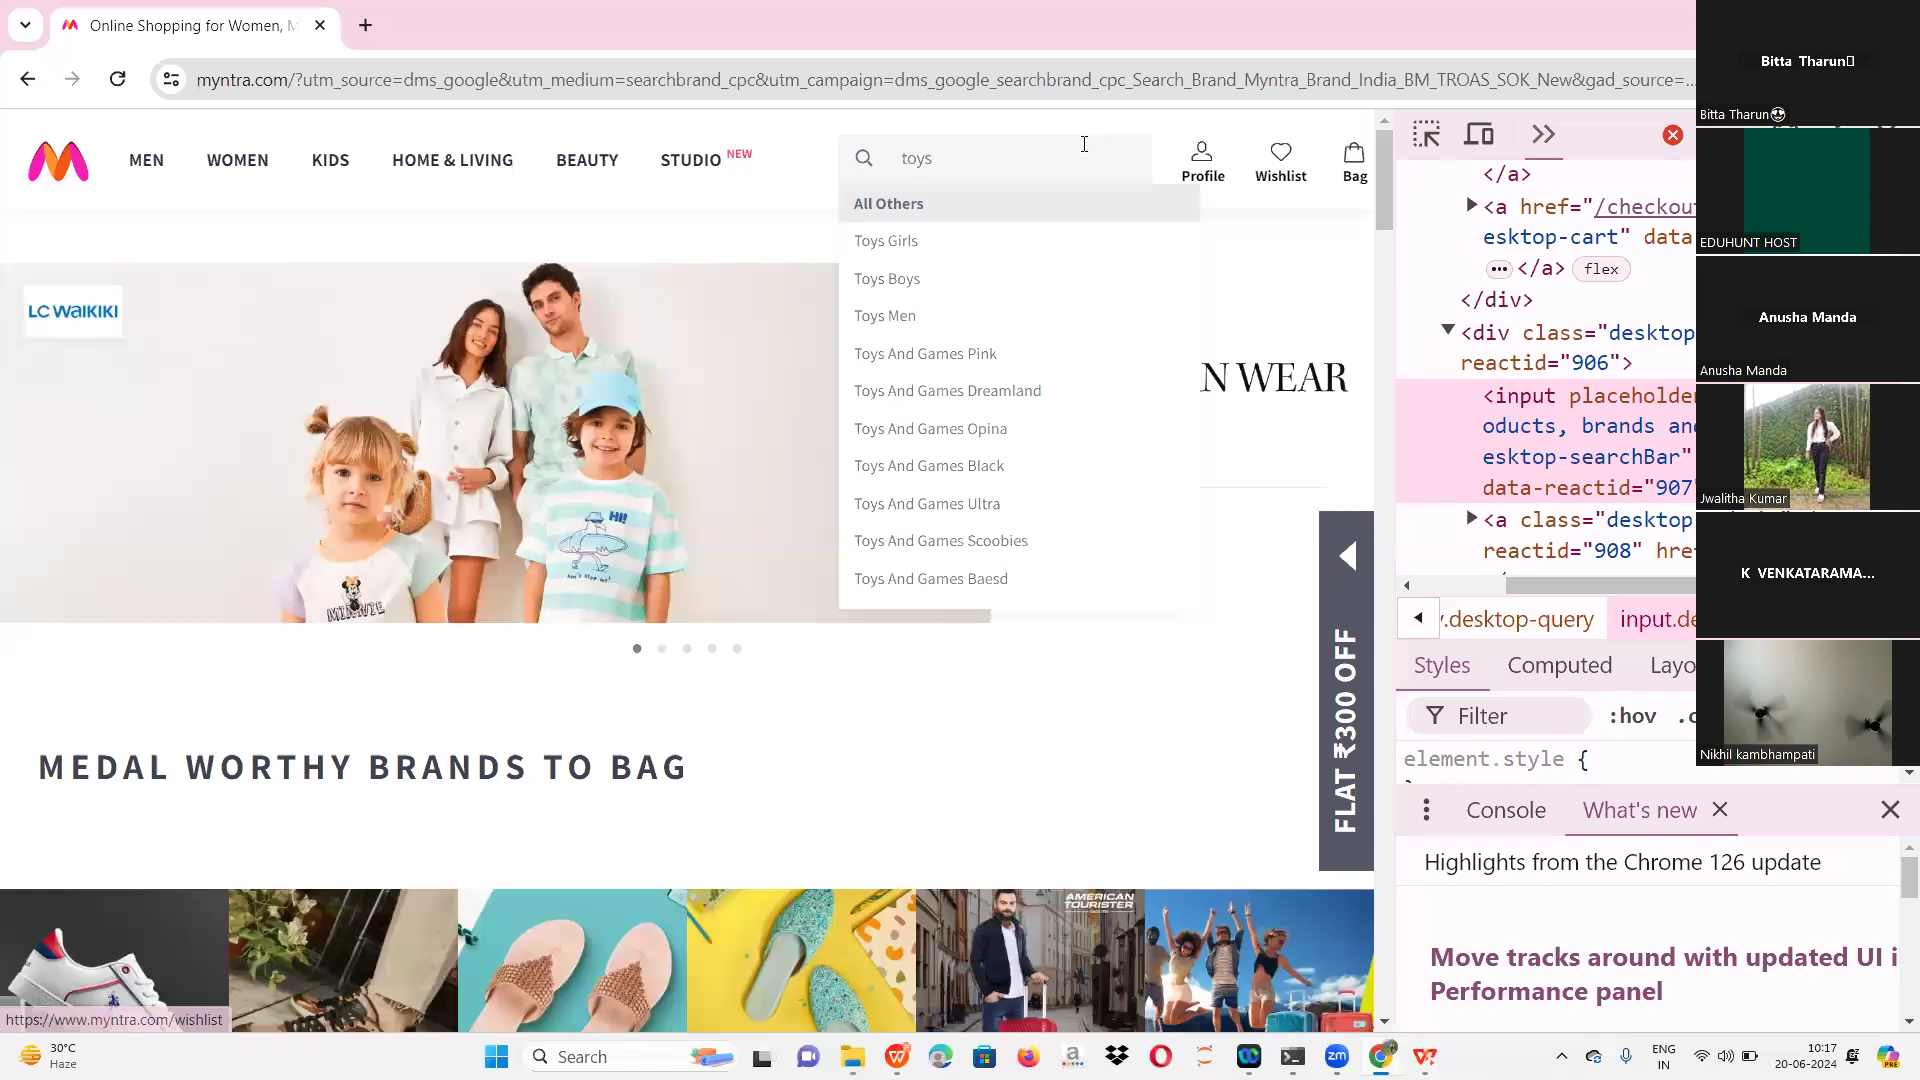 Online Shopping for Women, M
myntra.com/?utm_source=dms_google&utm_medium=searchbrand_cpc&utm_campaign=dms_google_searchbrand_cpc_Search_Brand_Myntra_Brand_India_BM_TROAS_SOK_New&gad_source=...
MEN WOMEN KIDS HOME & LIVING BEAUTY STUDIO NEW
toys
Profile Wishlist Bag
All Others
Toys Girls
Toys Boys
Toys Men
Toys And Games Pink
Toys And Games Dreamland
Toys And Games Opina
Toys And Games Black
Toys And Games Ultra
Toys And Games Scoobies
Toys And Games Baesd
LC WAIKIKI
HI!
MINNIE
N WEAR
FLAT ₹300 OFF
MEDAL WORTHY BRANDS TO BAG
AMERICAN
TOURISTER
https://www.myntra.com/wishlist
</a>
<a href="/checkou
esktop-cart" data
••• </a> flex
</div>
<div class="desktop
reactid="906">
<input placeholde
oducts, brands an
esktop-searchBar"
data-reactid="907
<a class="desktop
reactid="908" hre
.desktop-query input.de
Styles Computed Layo
Filter :hov .c
element.style {
Console What's new
Highlights from the Chrome 126 update
Move tracks around with updated UI i
Performance panel
Bitta Tharun
Bitta Tharun😍
EDUHUNT HOST
Anusha Manda
Anusha Manda
Jwalitha Kumar
K VENKATARAMA...
Nikhil kambhampati
30°C
Haze
Search
zm
ENG
IN
10:17
20-06-2024
PRE